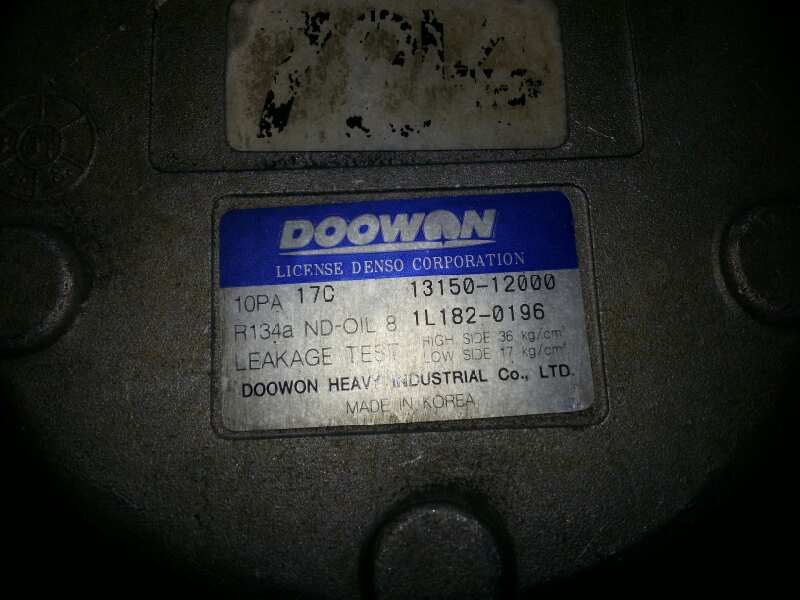 DOOWON
LICENSE DENSO CORPORATION
10PA 17C 13150-12000
R134a ND-OIL 8 1L182-0196
LEAKAGE TEST HIGH SIDE 36 kg/cm²
LOW SIDE 17 kg/cm²
DOOWON HEAVY INDUSTRIAL Co., LTD.
MADE IN KOREA